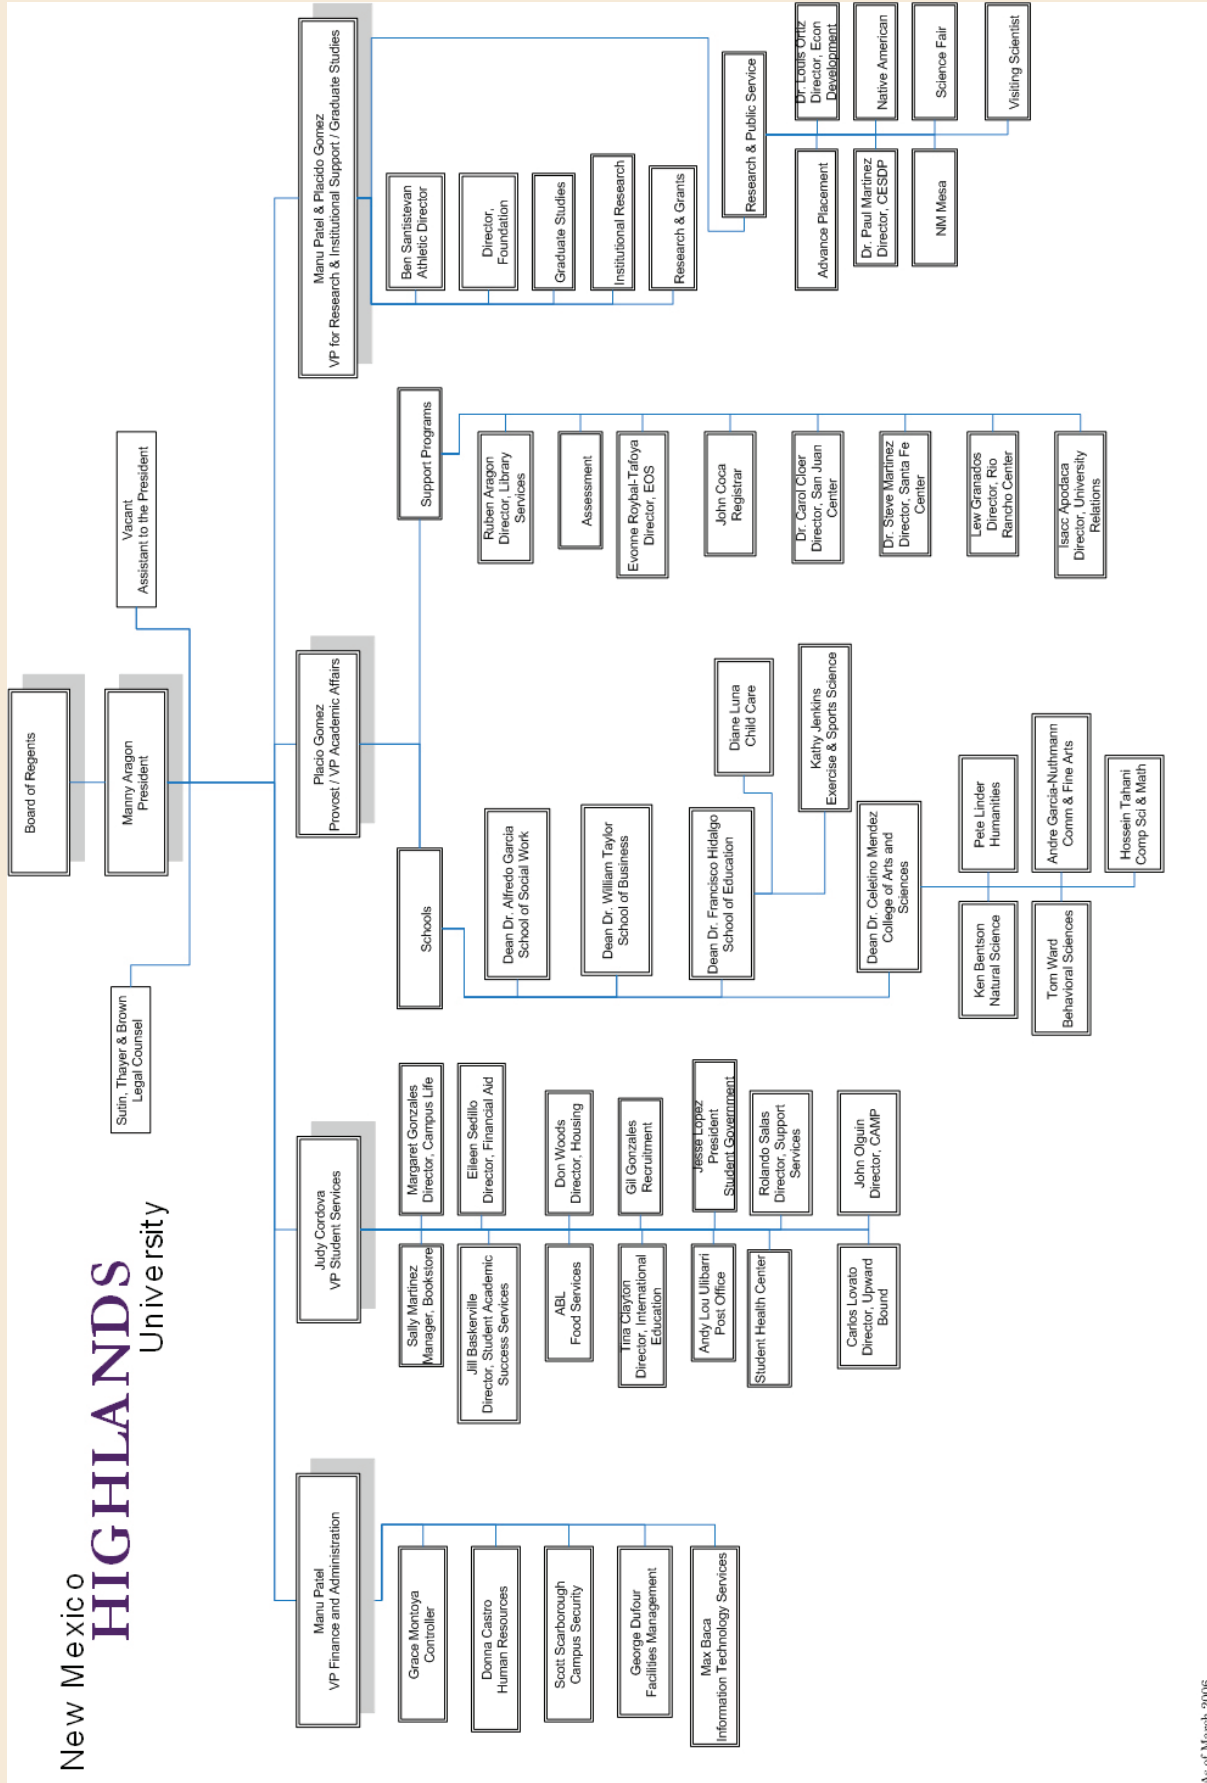 New Mexico
HIGHLANDS
University
Board of Regents
Manny Aragon
President
Sutin, Thayer & Brown
Legal Counsel
Vacant
Assistant to the President
Manu Patel
VP Finance and Administration
Grace Montoya
Controller
Donna Castro
Human Resources
Scott Scarborough
Campus Security
George Dufour
Facilities Management
Max Baca
Information Technology Services
Judy Cordova
VP Student Services
Sally Martinez
Manager, Bookstore
Margaret Gonzales
Director, Campus Life
Jill Baskerville
Director, Student Academic
Success Services
Eileen Sedillo
Director, Financial Aid
ABL
Food Services
Don Woods
Director, Housing
Tina Clayton
Director, International
Education
Gil Gonzales
Recruitment
Andy Lou Ulibarri
Post Office
Jesse Lopez
President
Student Government
Student Health Center
Rolando Salas
Director, Support
Services
Carlos Lovato
Director, Upward
Bound
John Olguin
Director, CAMP
Placio Gomez
Provost / VP Academic Affairs
Schools
Dean Dr. Alfredo Garcia
School of Social Work
Dean Dr. William Taylor
School of Business
Dean Dr. Francisco Hidalgo
School of Education
Diane Luna
Child Care
Kathy Jenkins
Exercise & Sports Science
Dean Dr. Celetino Mendez
College of Arts and
Sciences
Ken Bentson
Natural Science
Pete Linder
Humanities
Tom Ward
Behavioral Sciences
Andre Garcia-Nuthmann
Comm & Fine Arts
Hossein Tahani
Comp Sci & Math
Support Programs
Ruben Aragon
Director, Library
Services
Assessment
Evonne Roybal-Tafoya
Director, EOS
John Coca
Registrar
Dr. Carol Cloer
Director, San Juan
Center
Dr. Steve Martinez
Director, Santa Fe
Center
Lew Granados
Director, Rio
Rancho Center
Isacc Apodaca
Director, University
Relations
Manu Patel & Placido Gomez
VP for Research & Institutional Support / Graduate Studies
Ben Santistevan
Athletic Director
Director,
Foundation
Graduate Studies
Institutional Research
Research & Grants
Research & Public Service
Advance Placement
Dr. Louis Ortiz
Director, Econ
Development
Dr. Paul Martinez
Director, CESDP
Native American
NM Mesa
Science Fair
Visiting Scientist
As of March 2006